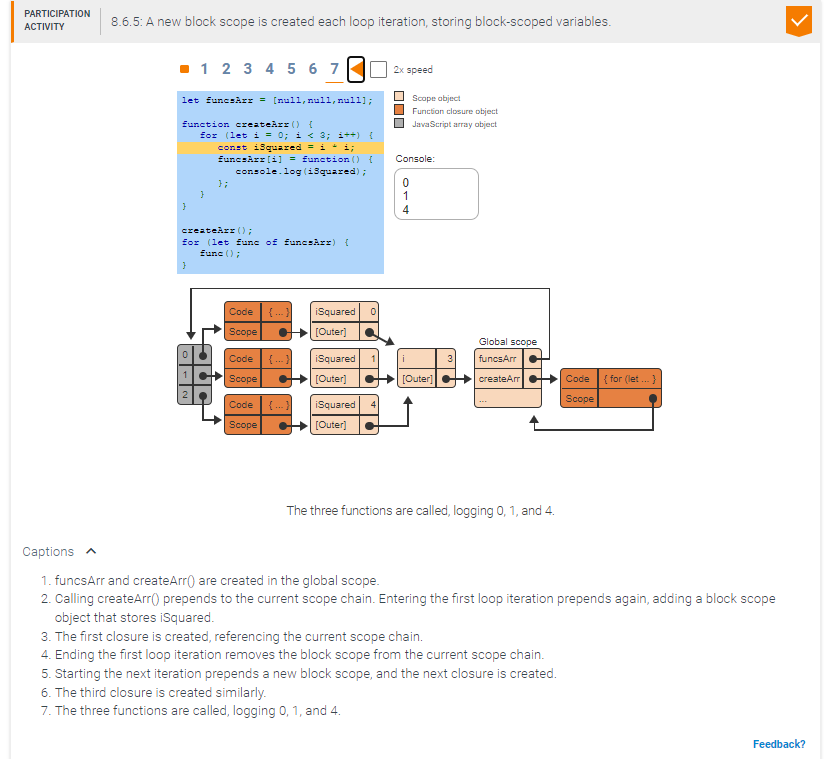 PARTICIPATION
ACTIVITY
8.6.5: A new block scope is created each loop iteration, storing block-scoped variables.
1 2 3 4 5 6 7 2x speed
let funcsArr = [null,null,null];
function createArr() {
for (let i = 0; i < 3; i++) {
const iSquared = i * i;
funcsArr[i] = function() {
console.log(iSquared);
};
}
}
createArr();
for (let func of funcsArr) {
func();
}
Scope object
Function closure object
JavaScript array object
Console:
0
1
4
Code { ... } iSquared 0
Scope [Outer]
Global scope
0 Code { ... } iSquared 1 i 3 funcsArr
1 Scope [Outer] [Outer] createArr Code { for (let ... }
2 Code { ... } iSquared 4 ... Scope
Scope [Outer]
The three functions are called, logging 0, 1, and 4.
Captions
1. funcsArr and createArr() are created in the global scope.
2. Calling createArr() prepends to the current scope chain. Entering the first loop iteration prepends again, adding a block scope
object that stores iSquared.
3. The first closure is created, referencing the current scope chain.
4. Ending the first loop iteration removes the block scope from the current scope chain.
5. Starting the next iteration prepends a new block scope, and the next closure is created.
6. The third closure is created similarly.
7. The three functions are called, logging 0, 1, and 4.
Feedback?